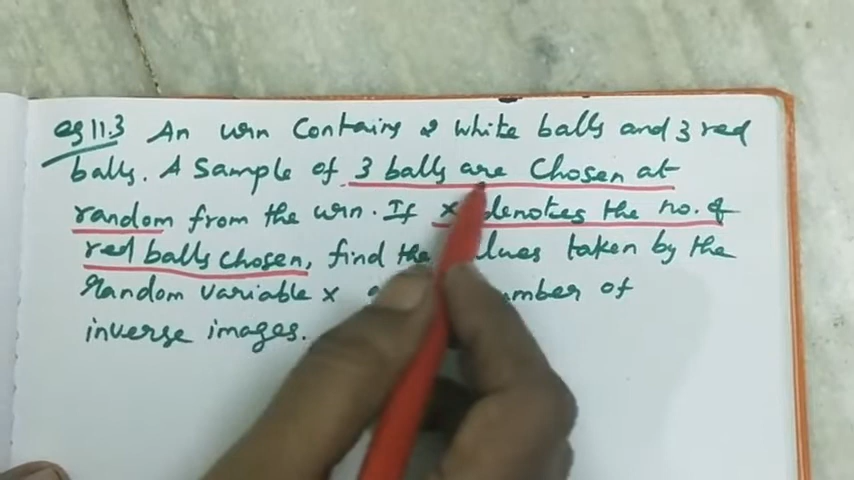 eg 11.3 An urn Contains 2 white balls and 3 red
balls. A Sample of 3 balls are Chosen at
random from the urn. If x denotes the no. of
red balls chosen, find the values taken by the
Random variable x number of
inverse images.